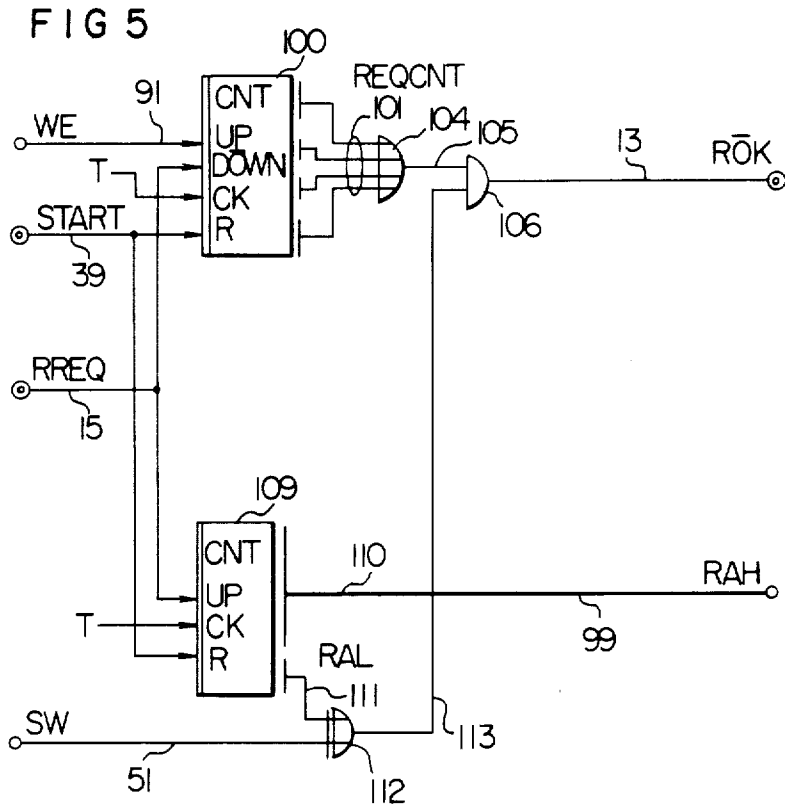 FIG 5
100
REQCNT
101
104
105
13
RŌK
91
WE
CNT
UP
DOWN
CK
R
T
START
39
106
RREQ
15
109
CNT
UP
CK
R
T
110
RAH
99
RAL
111
SW
51
112
113